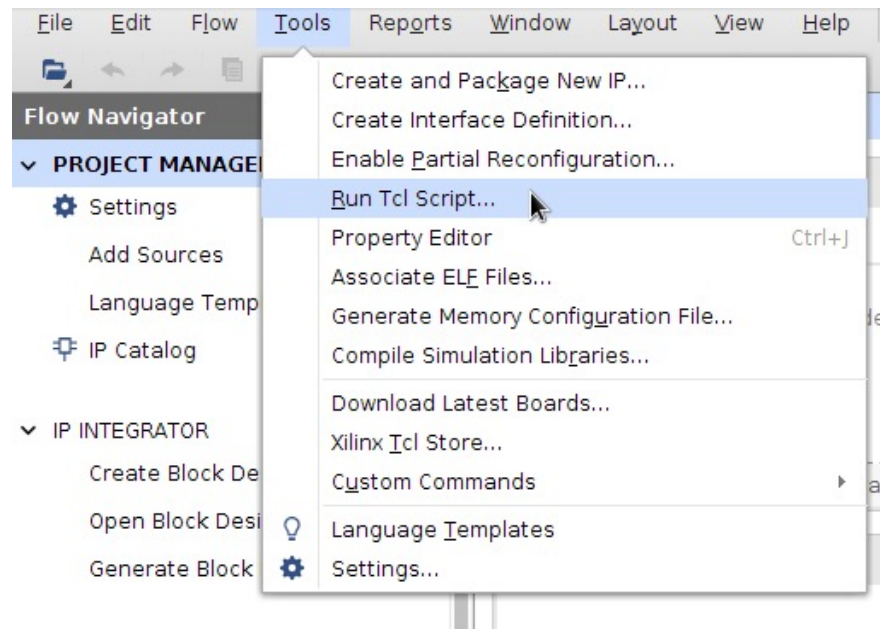 File Edit Flow Tools Reports Window Layout View Help
Flow Navigator
PROJECT MANAGE
Settings
Add Sources
Language Temp
IP Catalog
IP INTEGRATOR
Create Block De
Open Block Desi
Generate Block
Create and Package New IP...
Create Interface Definition...
Enable Partial Reconfiguration...
Run Tcl Script...
Property Editor Ctrl+J
Associate ELF Files...
Generate Memory Configuration File...
Compile Simulation Libraries...
Download Latest Boards...
Xilinx Tcl Store...
Custom Commands
Language Templates
Settings...